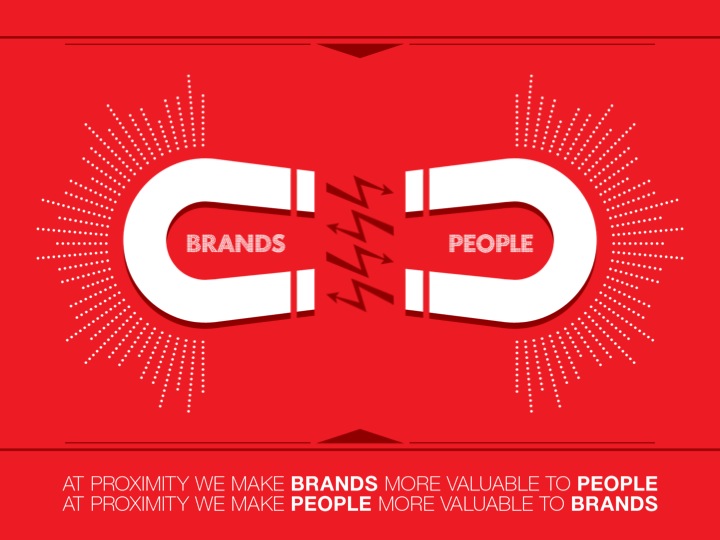 BRANDS
PEOPLE
AT PROXIMITY WE MAKE BRANDS MORE VALUABLE TO PEOPLE
AT PROXIMITY WE MAKE PEOPLE MORE VALUABLE TO BRANDS